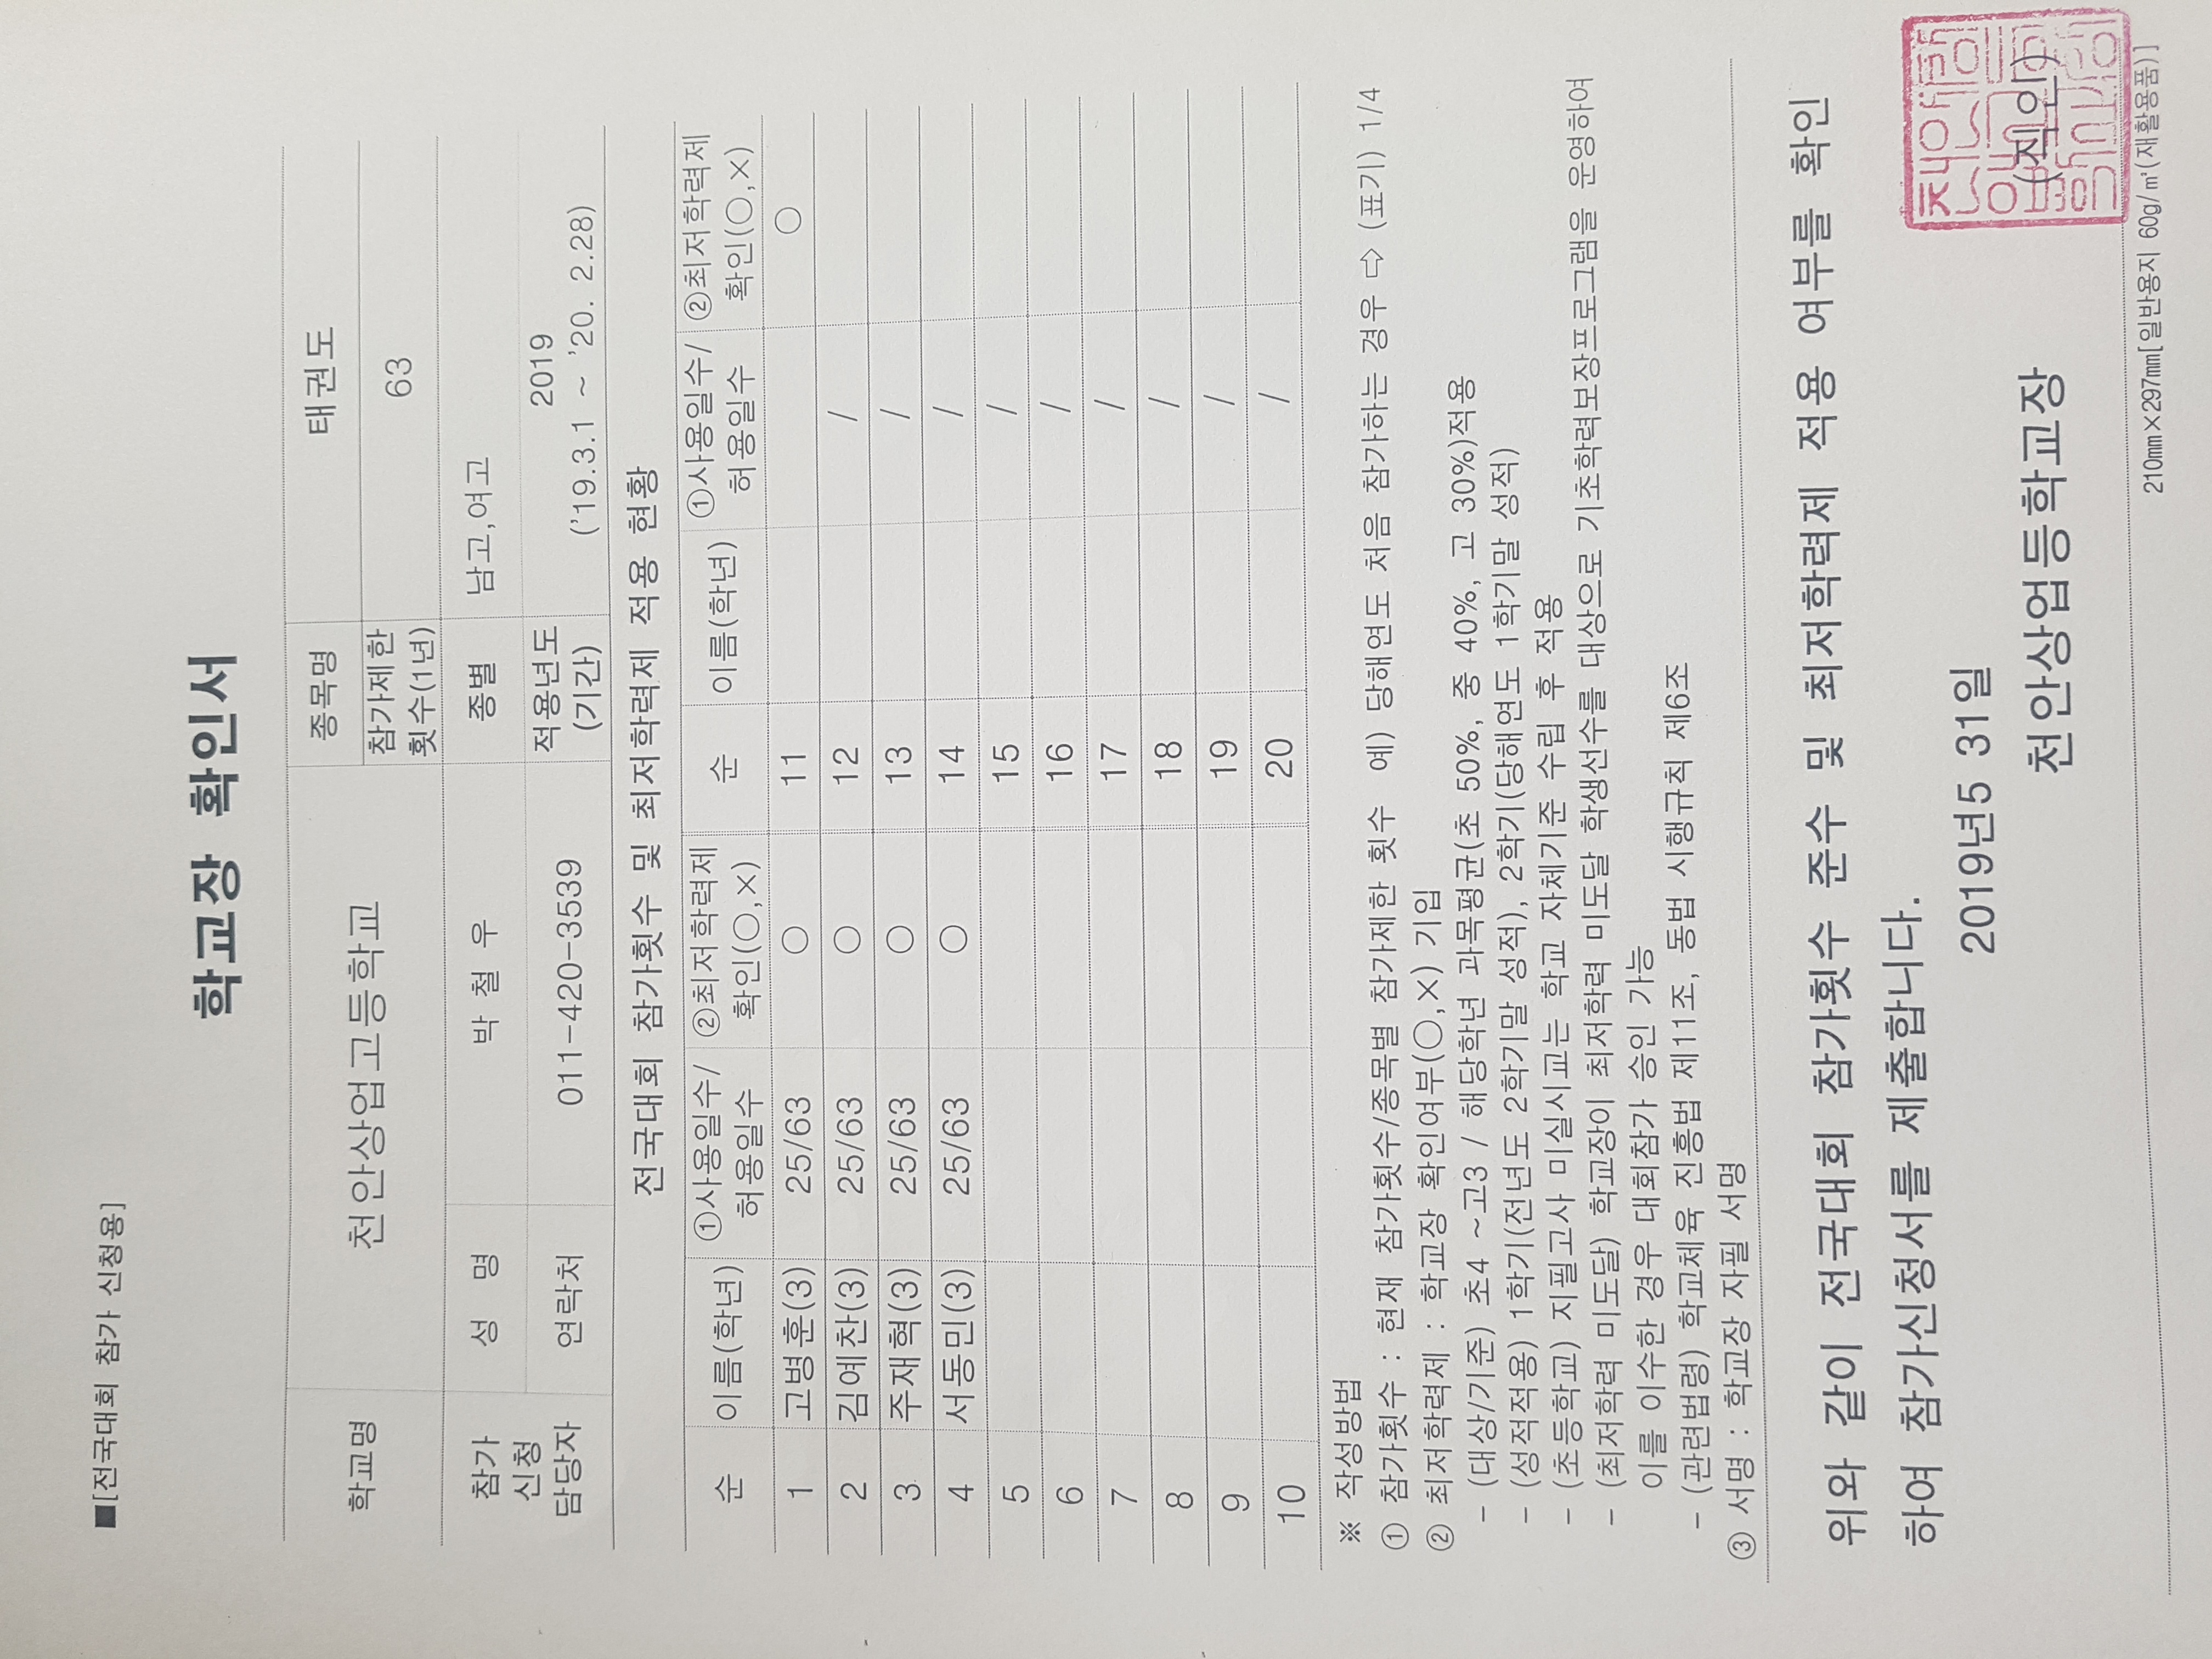 ■[전국대회 참가 신청용]
학교장 확인서
학교명 천안상업고등학교 종목명 태권도
참가제한
횟수(1년) 63
참가
신청
담당자 성 명 박 철 우 종별 남고,여고
연락처 011-420-3539 적용년도
(기간) 2019
('19.3.1 ~ '20. 2.28)
전국대회 참가횟수 및 최저학력제 적용 현황
순 이름(학년) ①사용일수/
허용일수 ②최저학력제
확인(○,×) 순 이름(학년) ①사용일수/
허용일수 ②최저학력제
확인(○,×)
1 고병훈(3) 25/63 ○ 11 ○
2 김예찬(3) 25/63 ○ 12 /
3 주재혁(3) 25/63 ○ 13 /
4 서동민(3) 25/63 ○ 14 /
5 15 /
6 16 /
7 17 /
8 18 /
9 19 /
10 20 /
※ 작성방법
① 참가횟수 : 현재 참가횟수/종목별 참가제한 횟수 예) 당해연도 처음 참가하는 경우 ⇨ (표기) 1/4
② 최저학력제 : 학교장 확인여부(○,×) 기입
- (대상/기준) 초4 ~고3 / 해당학년 과목평균(초 50%, 중 40%, 고 30%)적용
- (성적적용) 1학기(전년도 2학기말 성적), 2학기(당해연도 1학기말 성적)
- (초등학교) 지필고사 미실시교는 학교 자체기준 수립 후 적용
- (최저학력 미도달) 학교장이 최저학력 미도달 학생선수를 대상으로 기초학력보장프로그램을 운영하여
이를 이수한 경우 대회참가 승인 가능
- (관련법령) 학교체육 진흥법 제11조, 동법 시행규칙 제6조
③ 서명 : 학교장 자필 서명
위와 같이 전국대회 참가횟수 준수 및 최저학력제 적용 여부를 확인
하여 참가신청서를 제출합니다.
2019년5 31일
천안상업고등학교장 (직인)
210㎜×297㎜[일반용지 60g/㎡(재활용품)]